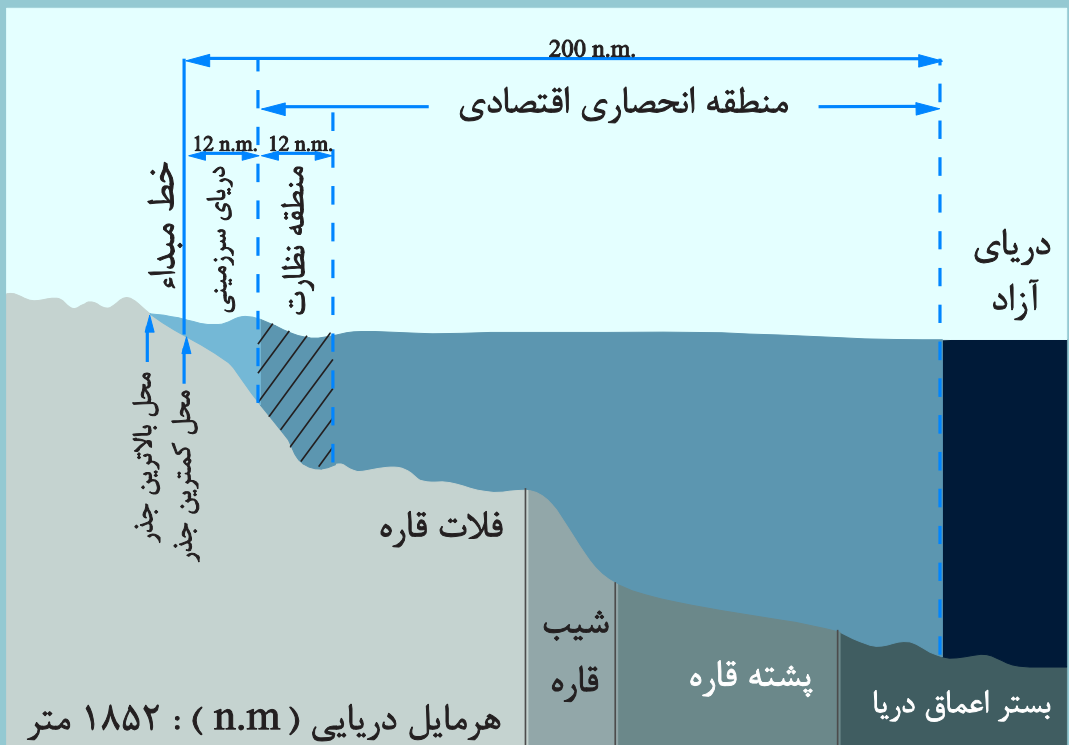 200 n.m.
منطقه انحصاری اقتصادی
12 n.m.
12 n.m.
خط مبداء
دریای سرزمینی
منطقه نظارت
دریای
آزاد
محل بالاترین جذر
محل کمترین جذر
فلات قاره
شیب
قاره
پشته قاره
بستر اعماق دریا
هرمایل دریایی ( n.m ) : ۱۸۵۲ متر